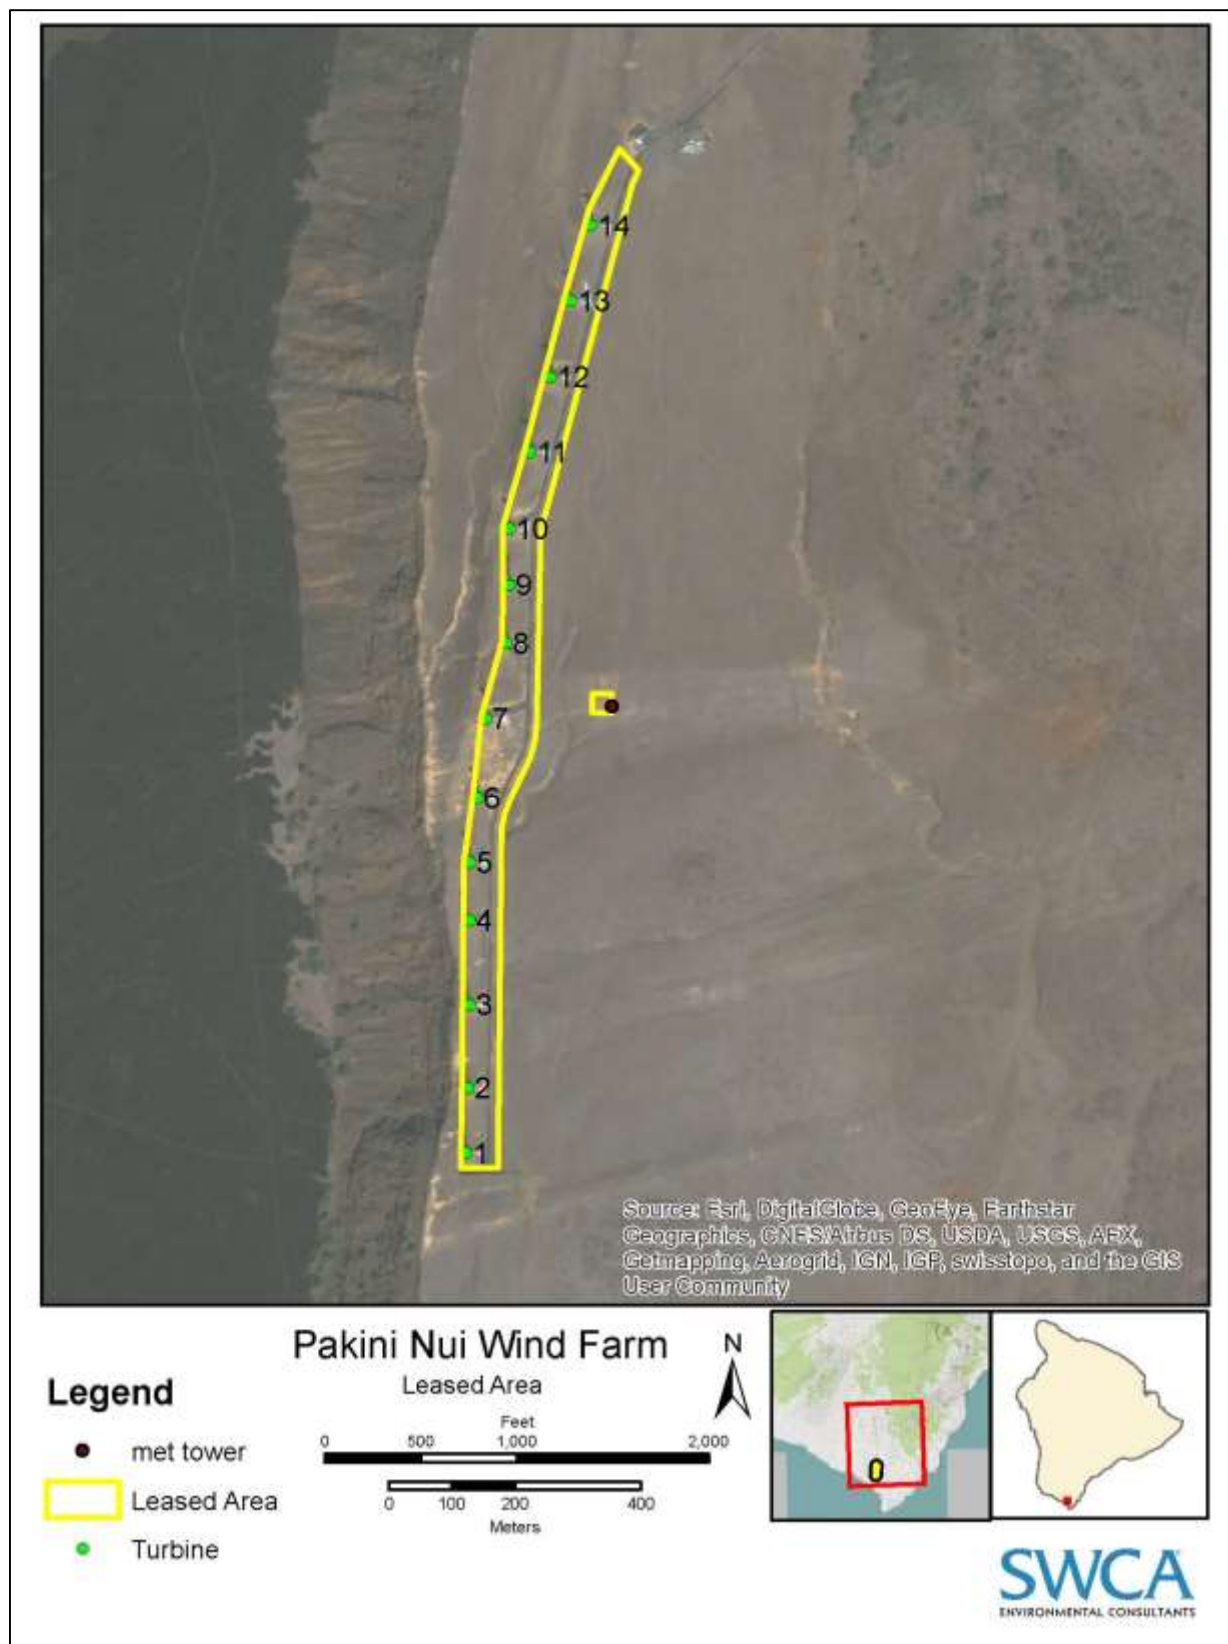 14
13
12
11
10
9
8
7
6
5
4
3
2
1
Source: Esri, DigitalGlobe, GeoEye, Earthstar
Geographics, CNES/Airbus DS, USDA, USGS, AEX,
Getmapping, Aerogrid, IGN, IGP, swisstopo, and the GIS
User Community
Pakini Nui Wind Farm
Leased Area
N
Legend
met tower
Leased Area
Turbine
Feet
0 500 1,000 2,000
0 100 200 400
Meters
SWCA
ENVIRONMENTAL CONSULTANTS